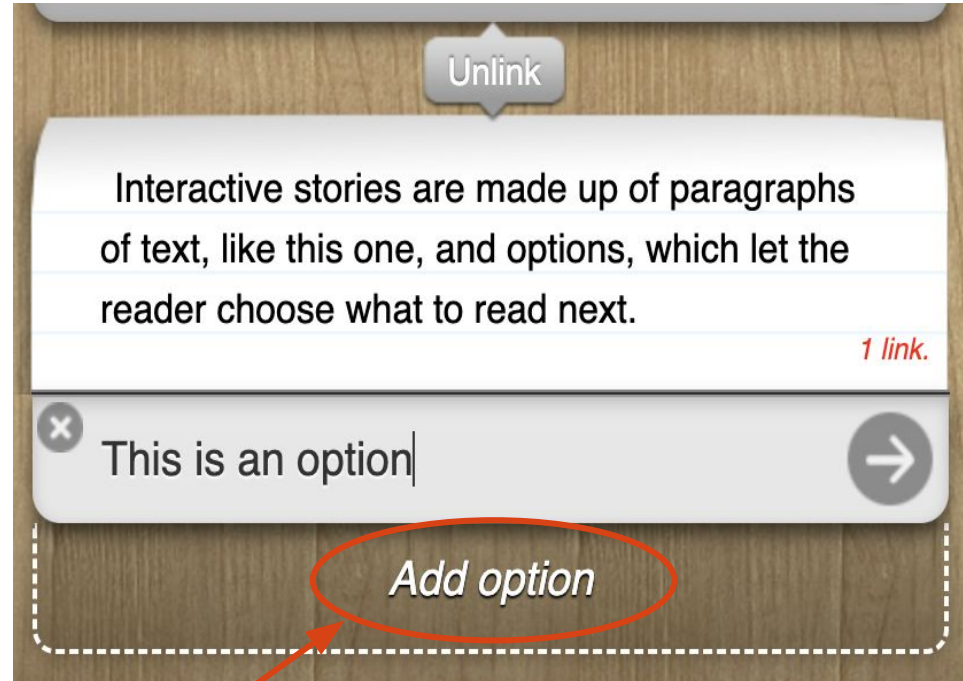 Unlink
Interactive stories are made up of paragraphs
of text, like this one, and options, which let the
reader choose what to read next.
1 link.
This is an option
Add option